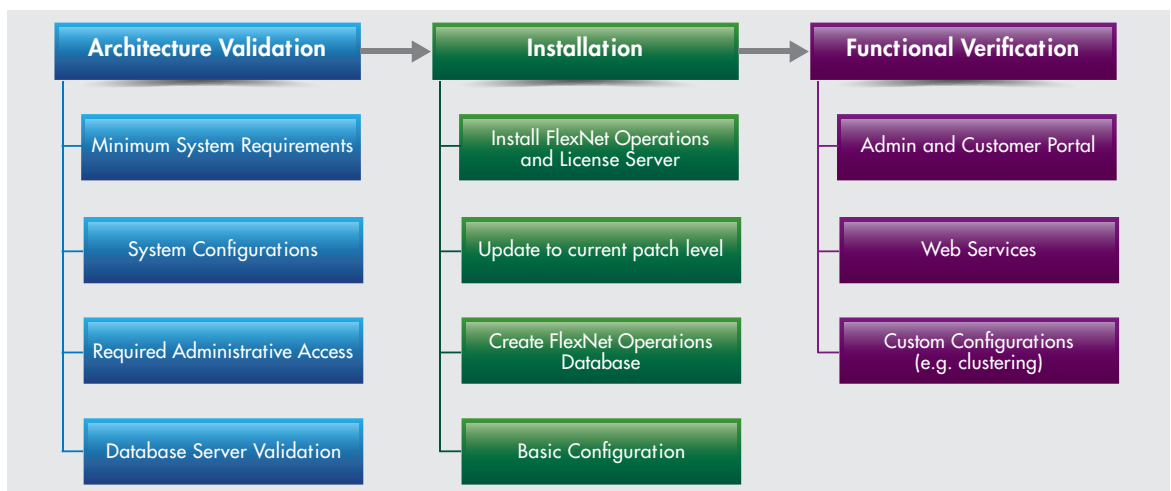 Architecture Validation
Minimum System Requirements
System Configurations
Required Administrative Access
Database Server Validation
Installation
Install FlexNet Operations
and License Server
Update to current patch level
Create FlexNet Operations
Database
Basic Configuration
Functional Verification
Admin and Customer Portal
Web Services
Custom Configurations
(e.g. clustering)